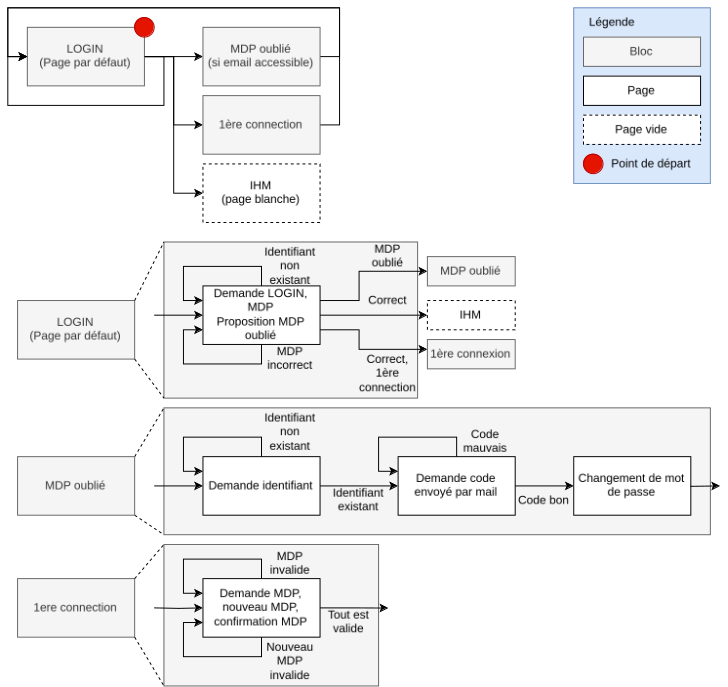 LOGIN
(Page par défaut)
MDP oublié
(si email accessible)
1ère connection
IHM
(page blanche)
Légende
Bloc
Page
Page vide
Point de départ
LOGIN
(Page par défaut)
Identifiant
non
existant
Demande LOGIN,
MDP
Proposition MDP
oublié
MDP
incorrect
MDP
oublié
Correct
Correct,
1ère
connection
MDP oublié
IHM
1ère connexion
MDP oublié
Identifiant
non
existant
Demande identifiant
Identifiant
existant
Code
mauvais
Demande code
envoyé par mail
Code bon
Changement de mot
de passe
1ere connection
MDP
invalide
Demande MDP,
nouveau MDP,
confirmation MDP
Nouveau
MDP
invalide
Tout est
valide